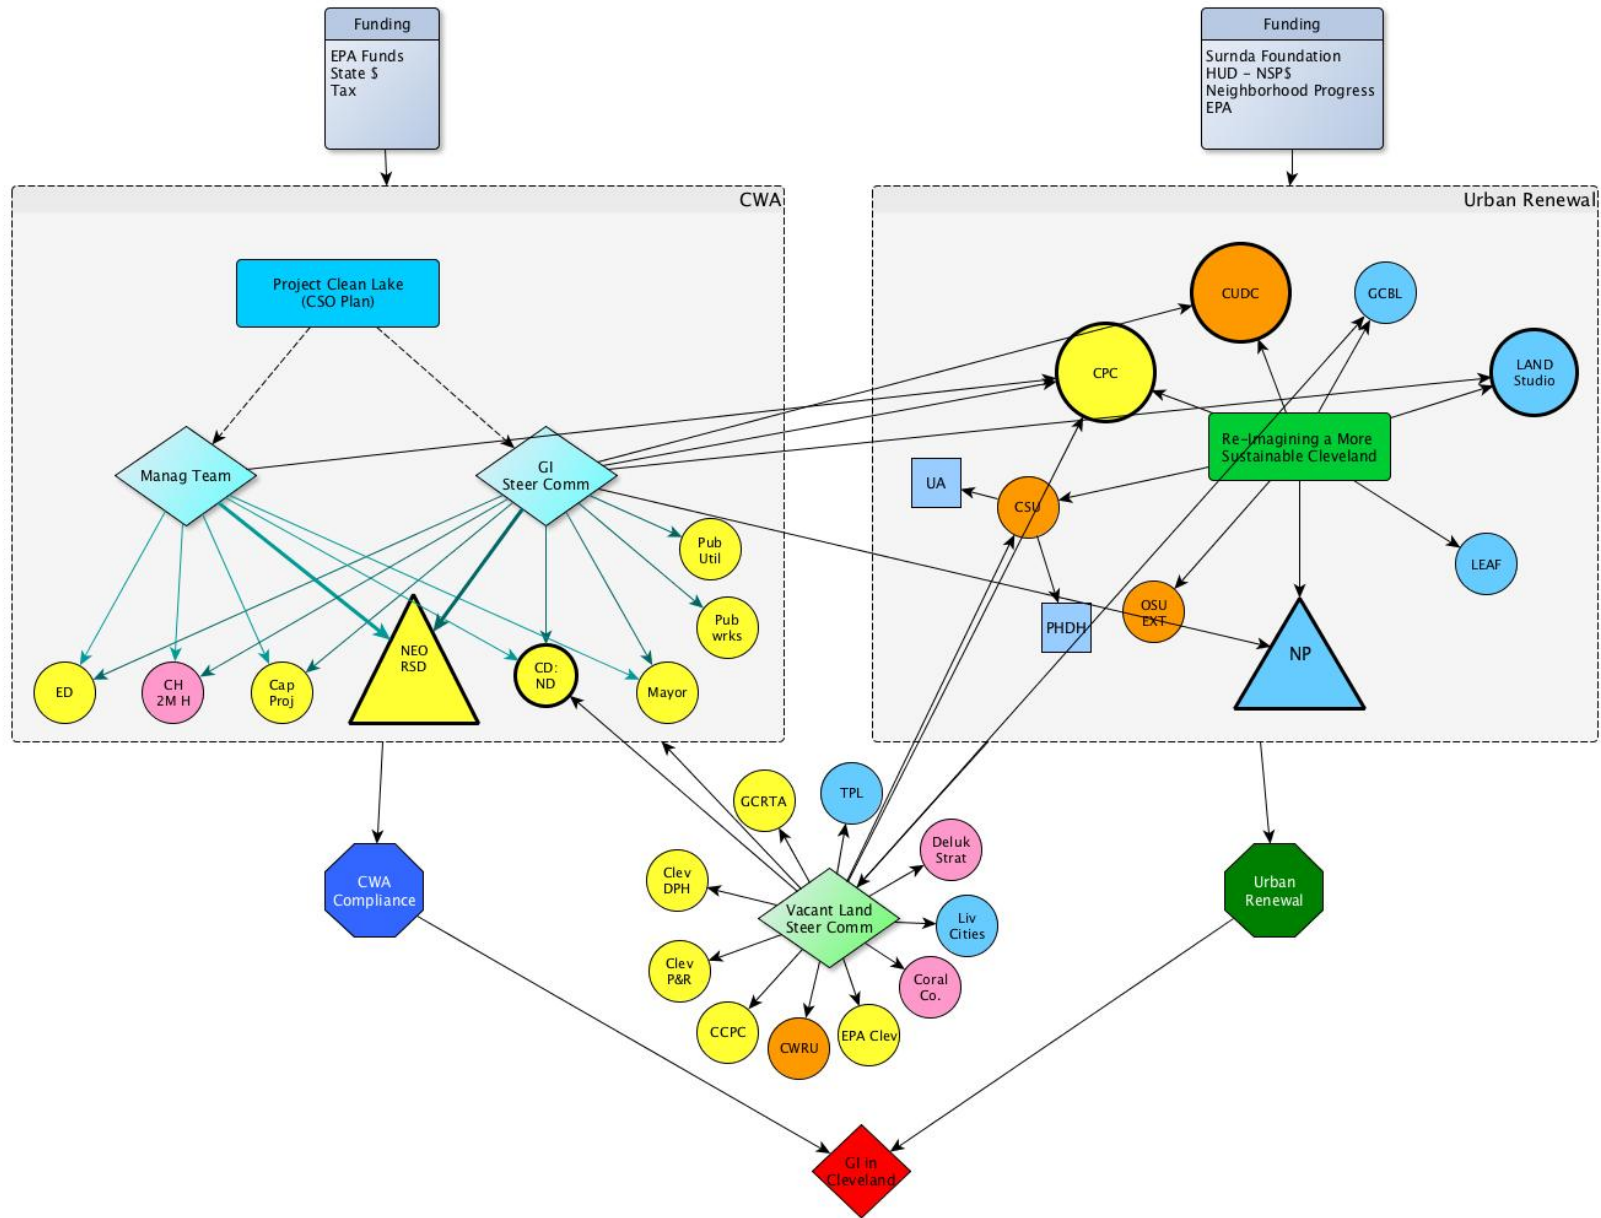 Funding
EPA Funds
State $
Tax
Funding
Surnda Foundation
HUD - NSP$
Neighborhood Progress
EPA
CWA
Urban Renewal
Project Clean Lake
(CSO Plan)
CUDC
GCBL
CPC
LAND
Studio
Manag Team
GI
Steer Comm
Re-Imagining a More
Sustainable Cleveland
UA
CSU
Pub
Util
LEAF
Pub
wrks
PHDH
OSU
EXT
NEO
RSD
NP
ED
CH
2M H
Cap
Proj
CD:
ND
Mayor
GCRTA
TPL
Deluk
Strat
Clev
DPH
CWA
Compliance
Urban
Renewal
Vacant Land
Steer Comm
Liv
Cities
Clev
P&R
Coral
Co.
CCPC
CWRU
EPA Clev
GI in
Cleveland